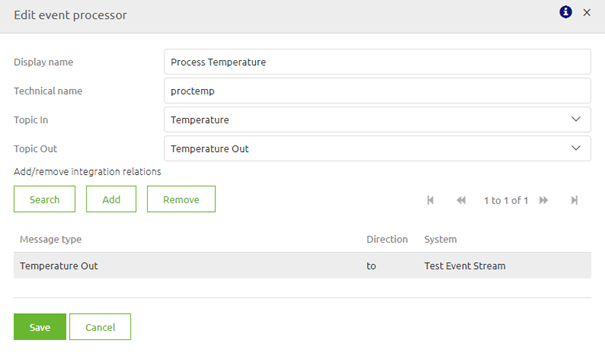 Edit event processor
Display name Process Temperature
Technical name proctemp
Topic In Temperature
Topic Out Temperature Out
Add/remove integration relations
Search Add Remove 1 to 1 of 1
Message type Direction System
Temperature Out to Test Event Stream
Save Cancel